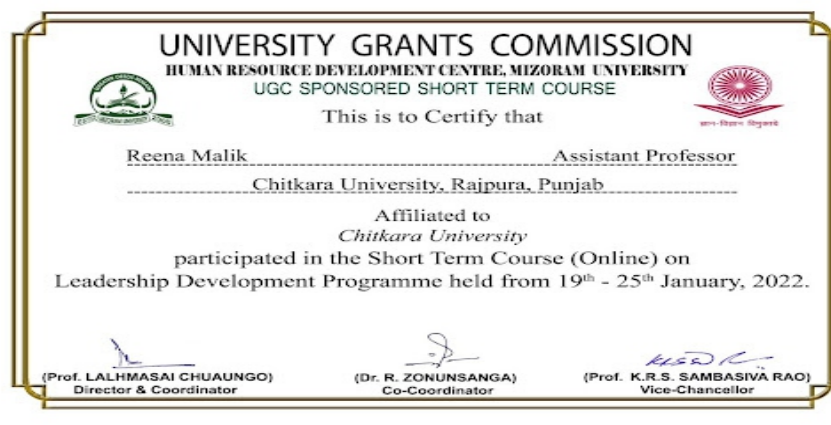 UNIVERSITY GRANTS COMMISSION
HUMAN RESOURCE DEVELOPMENT CENTRE, MIZORAM UNIVERSITY
UGC SPONSORED SHORT TERM COURSE
This is to Certify that
Reena Malik Assistant Professor
Chitkara University, Rajpura, Punjab
Affiliated to
Chitkara University
participated in the Short Term Course (Online) on
Leadership Development Programme held from 19th - 25th January, 2022.
ज्ञान-विज्ञान विमुक्तये
(Prof. LALHMASAI CHUAUNGO)
Director & Coordinator
(Dr. R. ZONUNSANGA)
Co-Coordinator
(Prof. K.R.S. SAMBASIVA RAO)
Vice-Chancellor